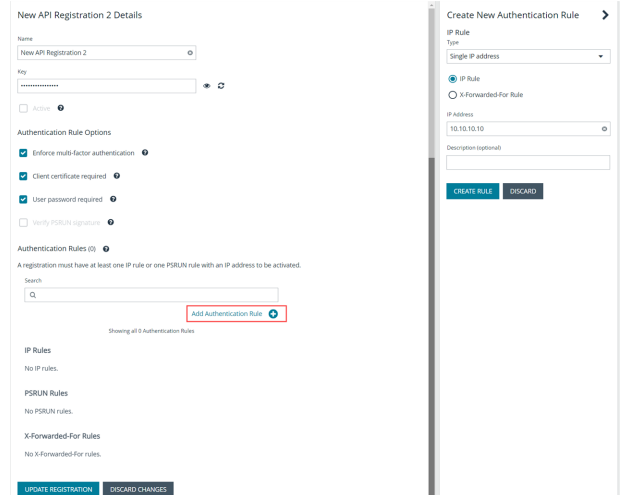 New API Registration 2 Details
Name
New API Registration 2
Key
••••••••••••••••
Active
Authentication Rule Options
Enforce multi-factor authentication
Client certificate required
User password required
Verify PSRUN signature
Authentication Rules (0)
A registration must have at least one IP rule or one PSRUN rule with an IP address to be activated.
Search
Add Authentication Rule
Showing all 0 Authentication Rules
IP Rules
No IP rules.
PSRUN Rules
No PSRUN rules.
X-Forwarded-For Rules
No X-Forwarded-For rules.
UPDATE REGISTRATION DISCARD CHANGES
Create New Authentication Rule
IP Rule
Type
Single IP address
IP Rule
X-Forwarded-For Rule
IP Address
10.10.10.10
Description (optional)
CREATE RULE DISCARD